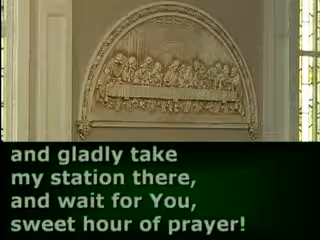 and gladly take
my station there,
and wait for You,
sweet hour of prayer!